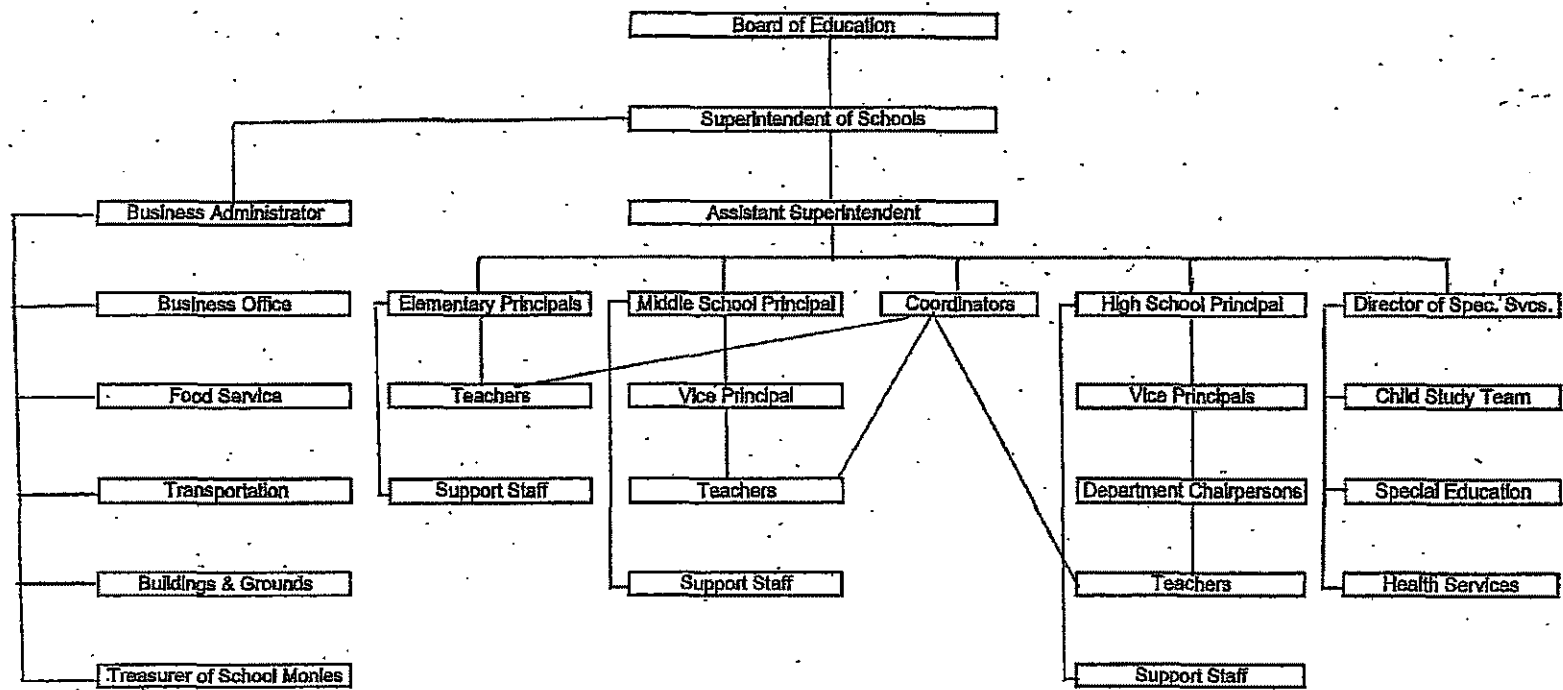 Board of Education
Superintendent of Schools
Business Administrator
Assistant Superintendent
Business Office
Elementary Principals
Middle School Principal
Coordinators
High School Principal
Director of Spec. Svcs.
Food Service
Teachers
Vice Principal
Vice Principals
Child Study Team
Transportation
Support Staff
Teachers
Department Chairpersons
Special Education
Buildings & Grounds
Support Staff
Teachers
Health Services
Treasurer of School Monies
Support Staff